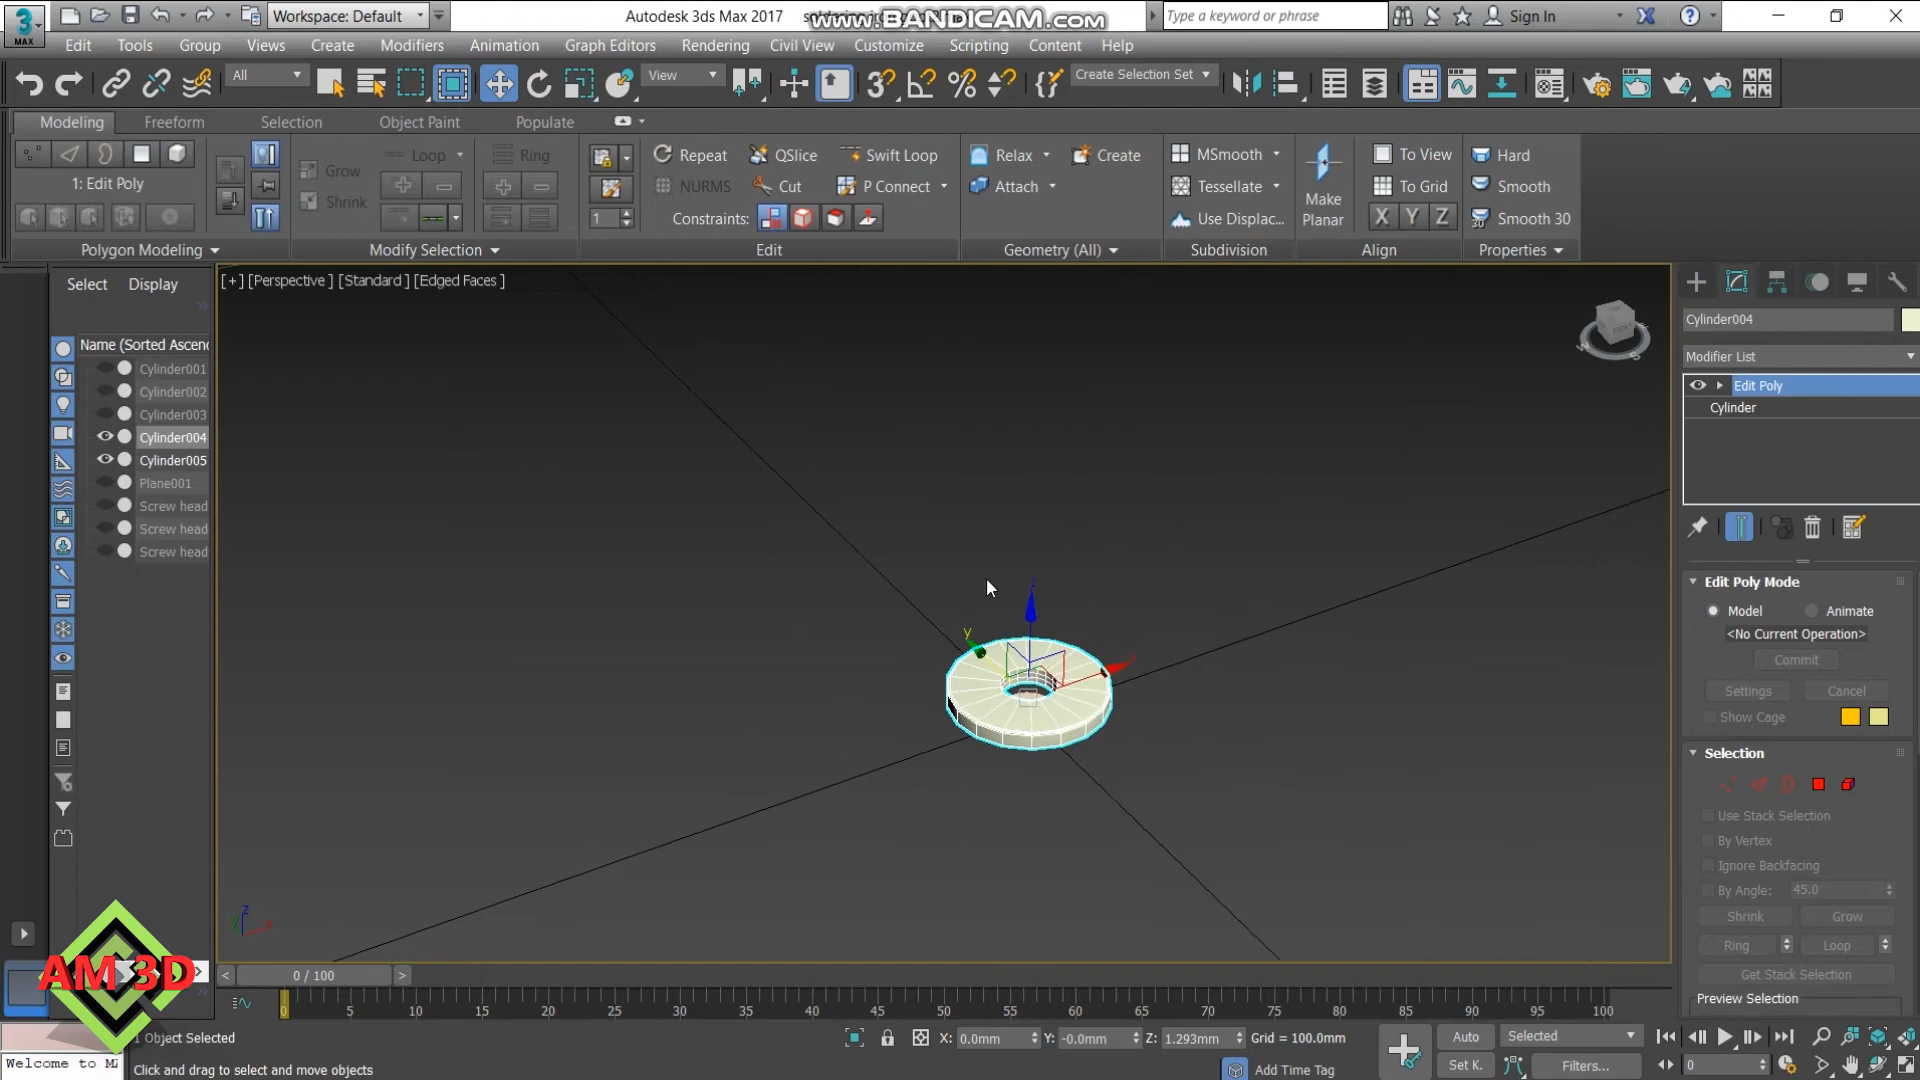 3
MAX
Workspace: Default
Autodesk 3ds Max 2017
www.BANDICAM.com
Type a keyword or phrase
Sign In
Edit Tools Group Views Create Modifiers Animation Graph Editors Rendering Civil View Customize Scripting Content Help
All
View
Create Selection Set
Modeling Freeform Selection Object Paint Populate
Loop Ring
Repeat QSlice Swift Loop
Relax Create
MSmooth
To View
Hard
1: Edit Poly
Grow
NURMS Cut P Connect
Attach
Tessellate
Make
Planar
To Grid
Smooth
Shrink
1
Constraints:
Use Displac...
X Y Z
Smooth 30
Polygon Modeling Modify Selection Edit Geometry (All) Subdivision Align Properties
Select Display
[+] [Perspective ] [Standard ] [Edged Faces ]
Name (Sorted Ascend
Cylinder001
Cylinder002
Cylinder003
Cylinder004
Cylinder005
Plane001
Screw head
Screw head
Screw head
Cylinder004
Modifier List
Edit Poly
Cylinder
Edit Poly Mode
Model Animate
<No Current Operation>
Commit
Settings Cancel
Show Cage
Selection
Use Stack Selection
By Vertex
Ignore Backfacing
By Angle: 45.0
Shrink Grow
Ring Loop
Get Stack Selection
Preview Selection
z
y
z
x
AM 3D
< 0 / 100 >
0 5 10 15 20 25 30 35 40 45 50 55 60 65 70 75 80 85 90 95 100
1 Object Selected
X: 0.0mm Y: -0.0mm Z: 1.293mm Grid = 100.0mm
Auto Selected
Welcome to M
Click and drag to select and move objects
Add Time Tag
Set K. Filters...
0